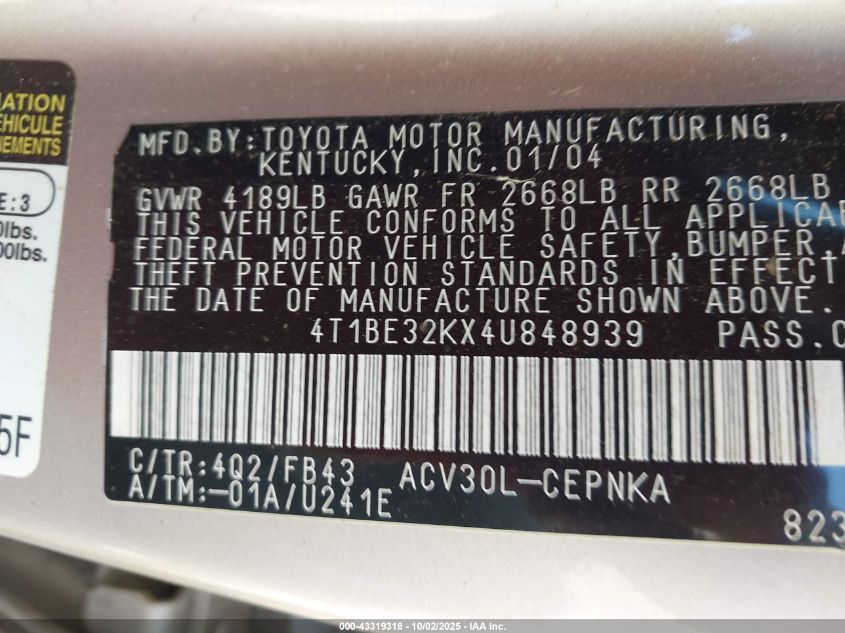 MATION
VEHICULE
NEMENTS
E:3
0lbs.
00lbs.
5F
MFD.BY:TOYOTA MOTOR MANUFACTURING,
KENTUCKY,INC.01/04
GVWR 4189LB GAWR FR 2668LB RR 2668LB
THIS VEHICLE CONFORMS TO ALL APPLICA
FEDERAL MOTOR VEHICLE SAFETY,BUMPER,
THEFT PREVENTION STANDARDS IN EFFECT
THE DATE OF MANUFACTURE SHOWN ABOVE.
4T1BE32KX4U848939 PASS.C
C/TR:4Q2/FB43 ACV30L-CEPNKA
A/TM:-01A/U241E
823
000-43319318 - 10/02/2025 - IAA Inc.